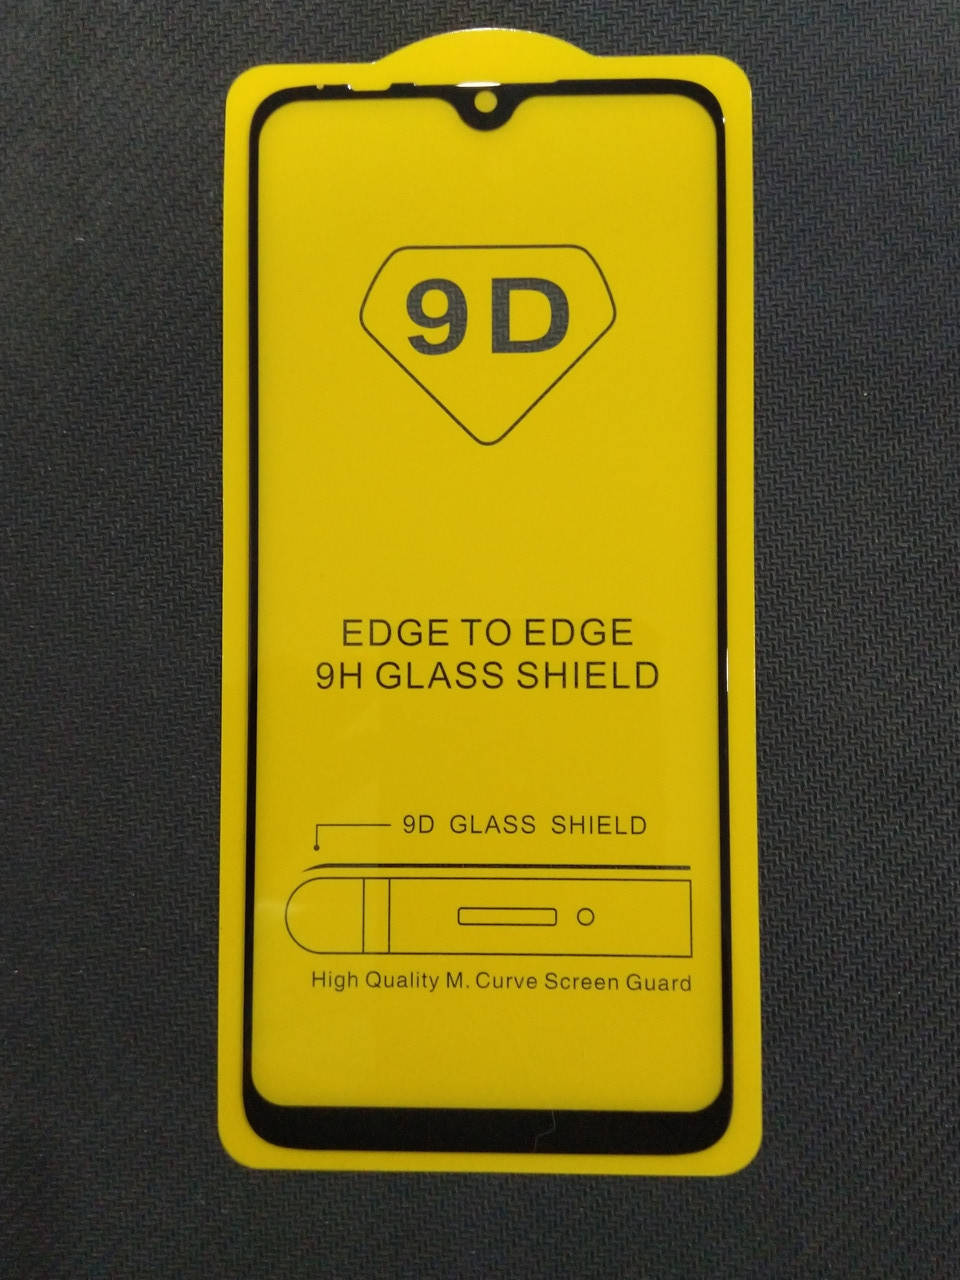 9D
EDGE TO EDGE
9H GLASS SHIELD
9D GLASS SHIELD
High Quality M. Curve Screen Guard